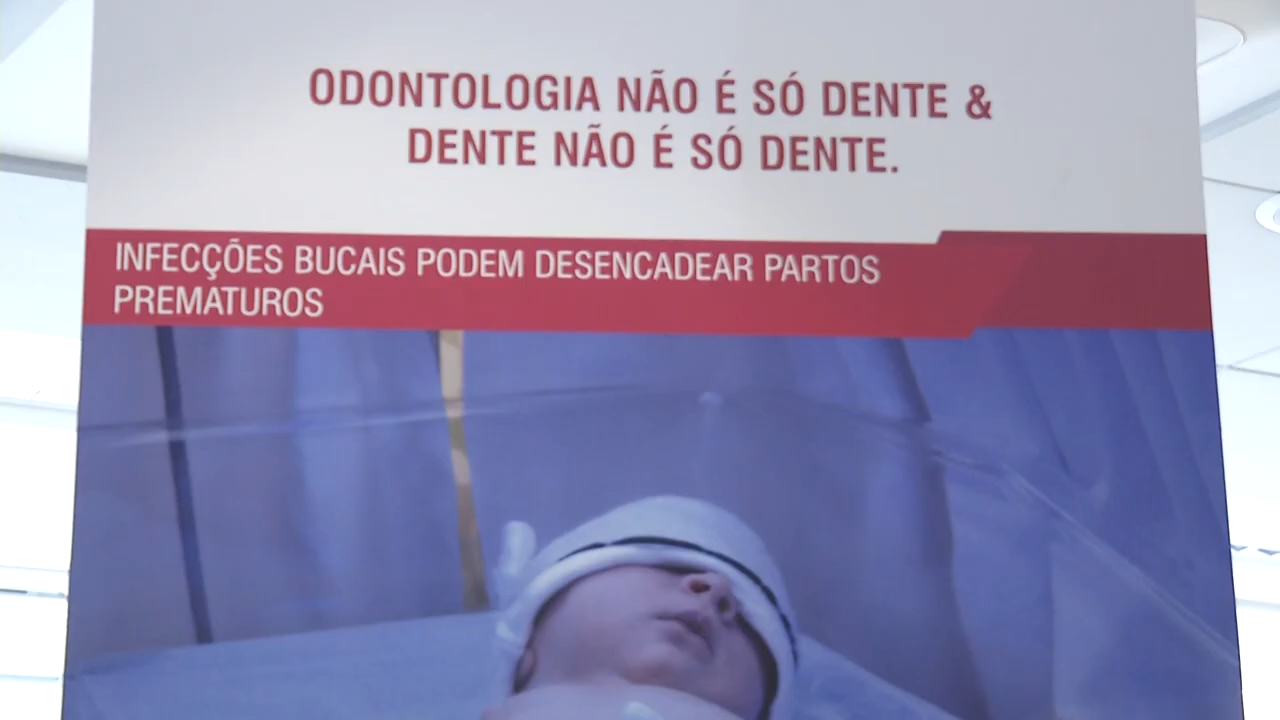 ODONTOLOGIA NÃO É SÓ DENTE &
DENTE NÃO É SÓ DENTE.
INFECÇÕES BUCAIS PODEM DESENCADEAR PARTOS
PREMATUROS